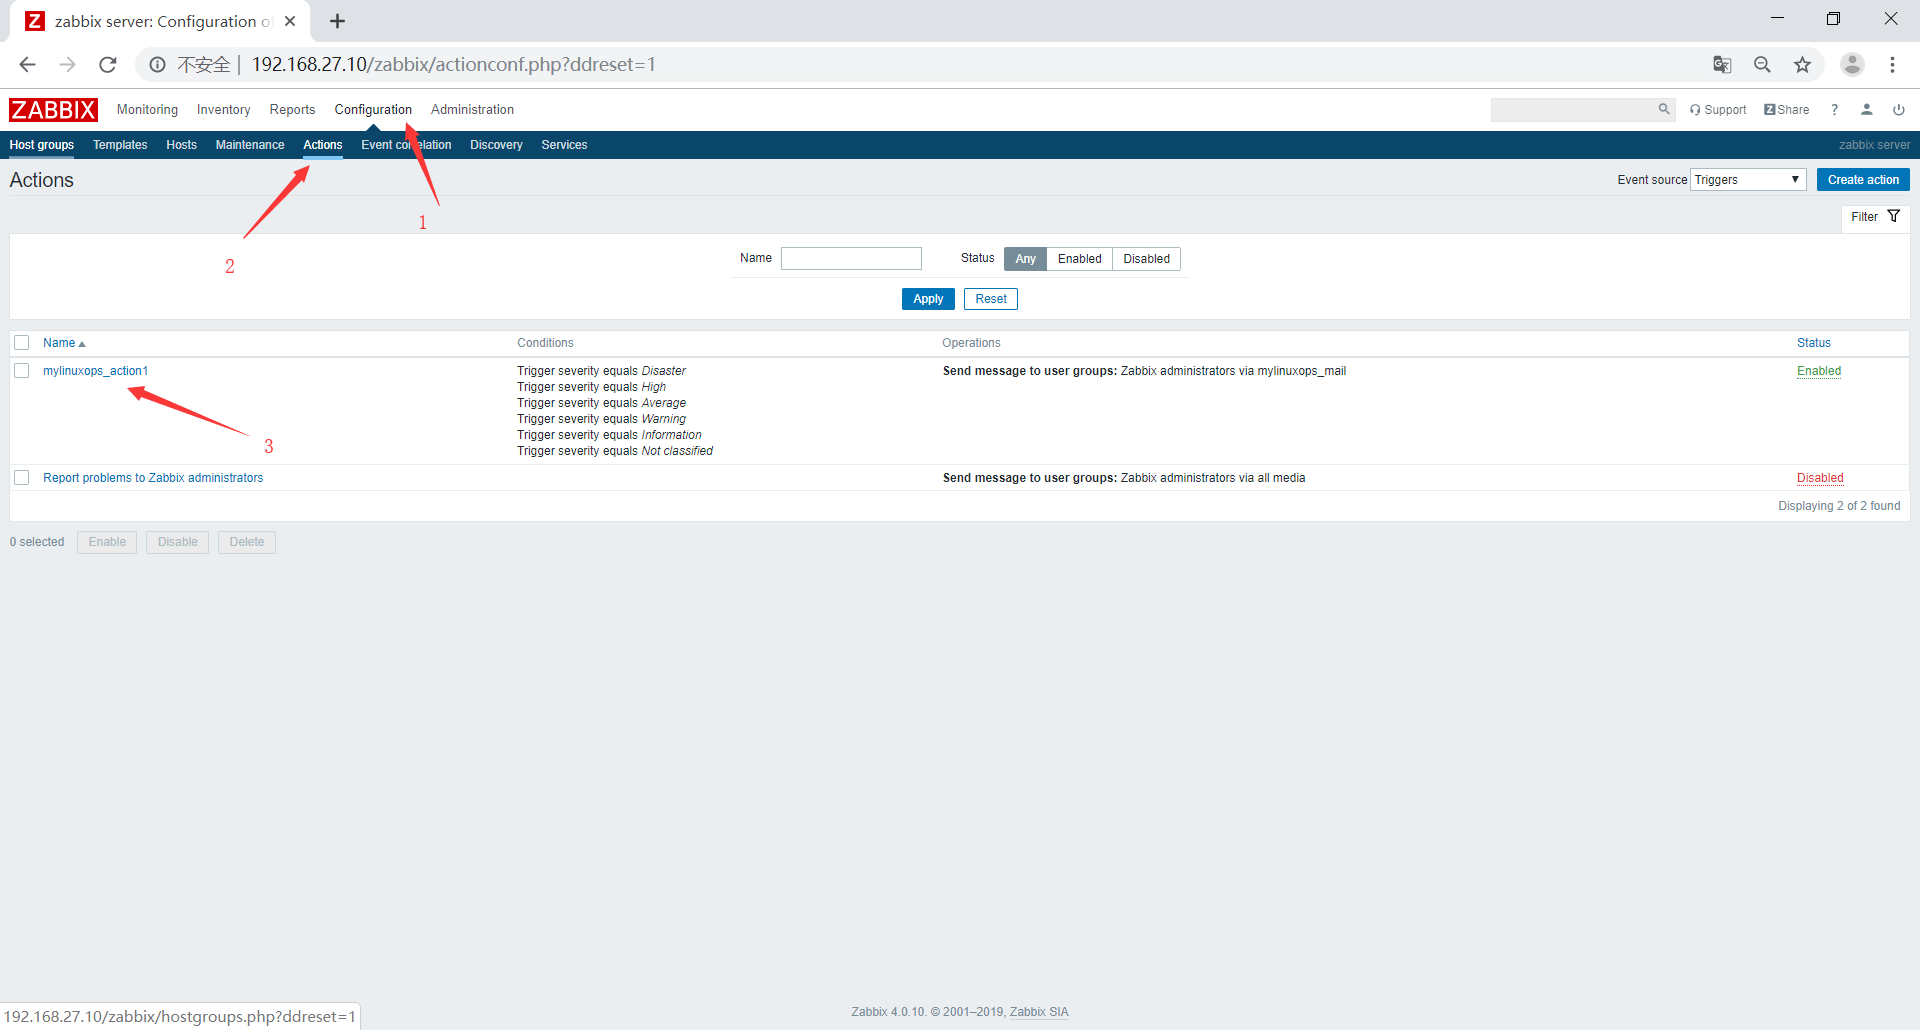 Z zabbix server: Configuration o
不安全 | 192.168.27.10/zabbix/actionconf.php?ddreset=1
ZABBIX Monitoring Inventory Reports Configuration Administration Support Z Share ?
Host groups Templates Hosts Maintenance Actions Event correlation Discovery Services zabbix server
Actions Event source Triggers Create action
1
Filter
2
Name Status Any Enabled Disabled
Apply Reset
Name Conditions Operations Status
mylinuxops_action1 Trigger severity equals Disaster Send message to user groups: Zabbix administrators via mylinuxops_mail Enabled
Trigger severity equals High
Trigger severity equals Average
Trigger severity equals Warning
Trigger severity equals Information
3
Trigger severity equals Not classified
Report problems to Zabbix administrators Send message to user groups: Zabbix administrators via all media Disabled
Displaying 2 of 2 found
0 selected Enable Disable Delete
Zabbix 4.0.10. © 2001–2019, Zabbix SIA
192.168.27.10/zabbix/hostgroups.php?ddreset=1